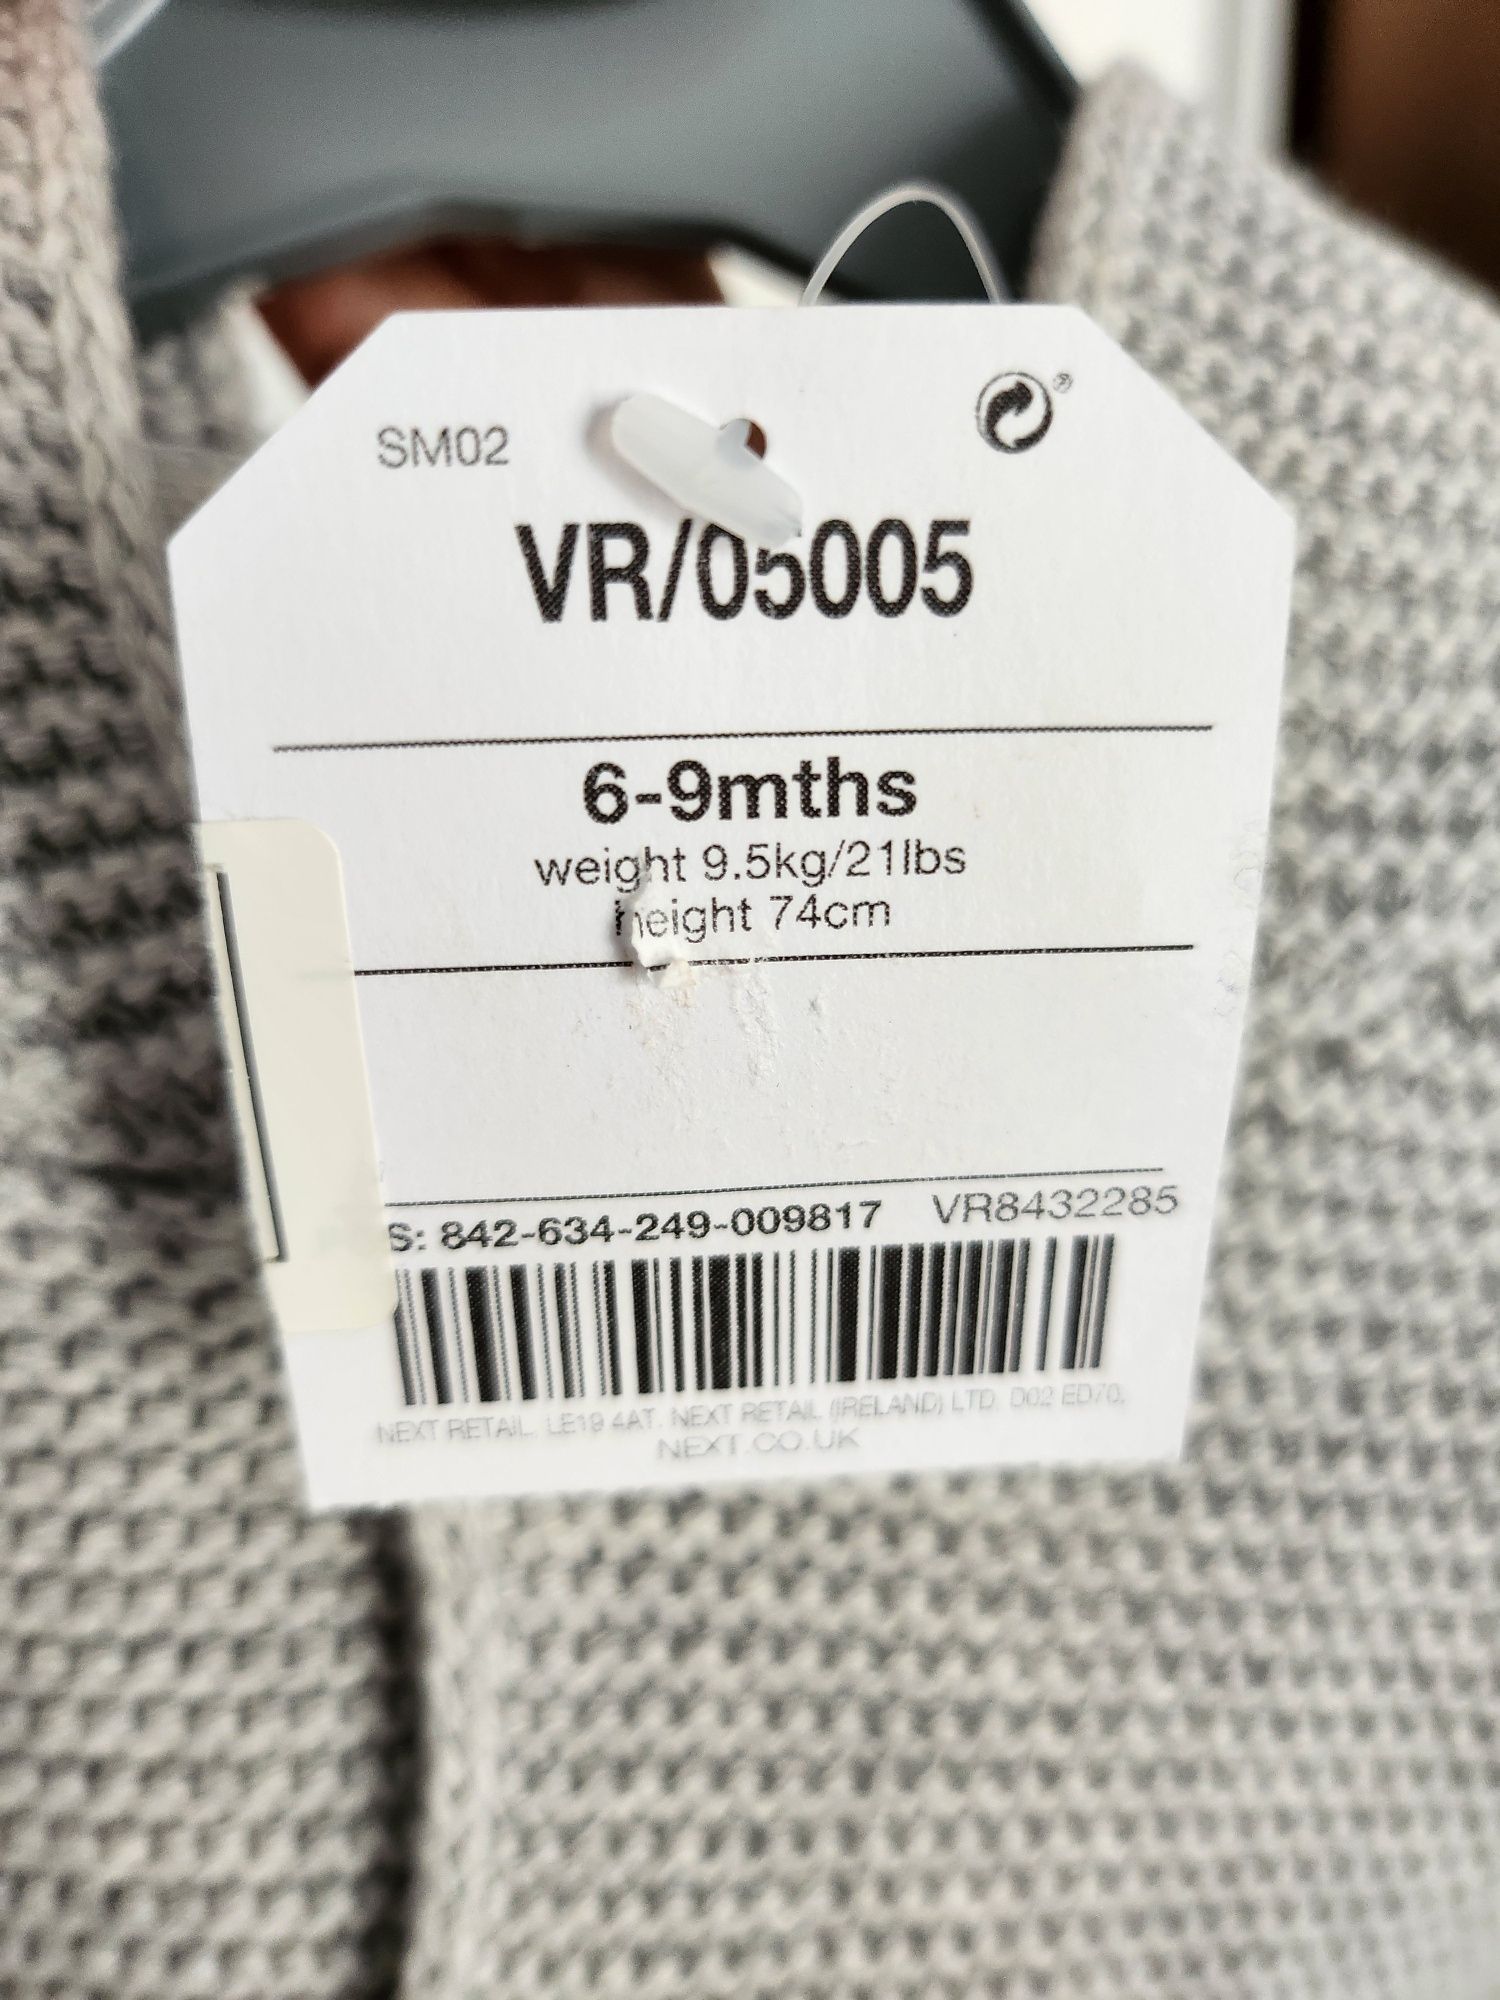 SM02
®
VR/05005
6-9mths
weight 9.5kg/21lbs
height 74cm
S: 842-634-249-009817 VR8432285
NEXT RETAIL. LE19 4AT. NEXT RETAIL (IRELAND) LTD. D02 ED70,
NEXT.CO.UK